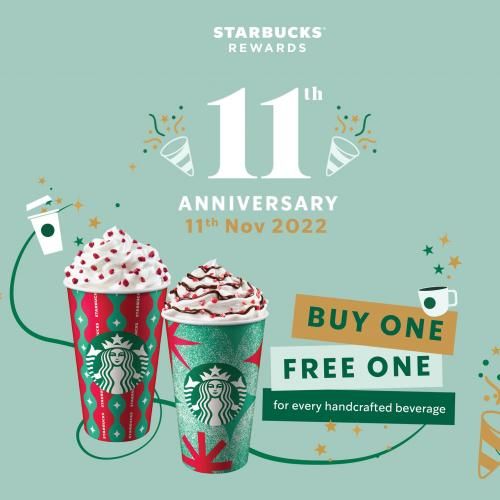 STARBUCKS®
REWARDS
11th
ANNIVERSARY
11th Nov 2022
BUY ONE
FREE ONE
for every handcrafted beverage